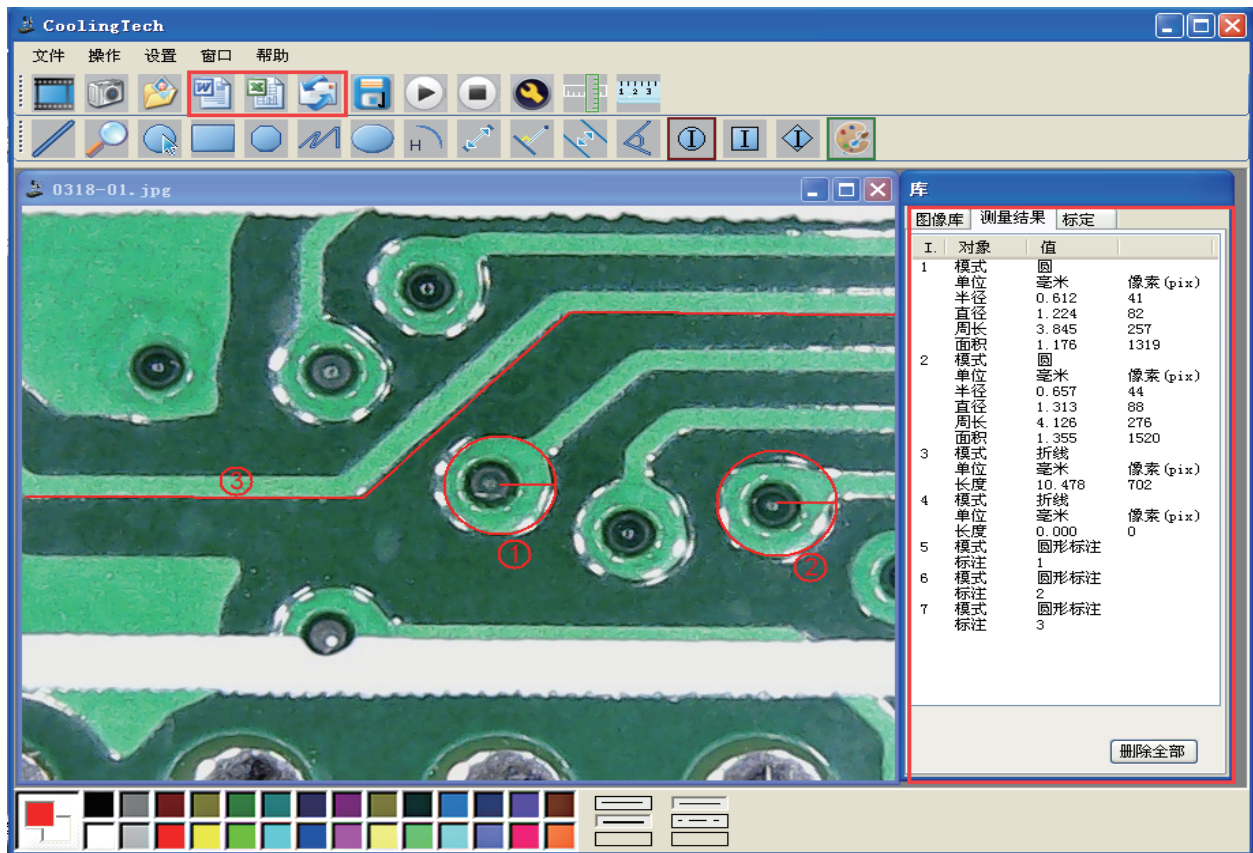 CoolingTech
文件 操作 设置 窗口 帮助
1 2 3
H
I I I
0318-01.jpg
③
①
②
库
图像库 测量结果 标定
I. 对象 值
1 模式 圆
单位 毫米 像素(pix)
半径 0.612 41
直径 1.224 82
周长 3.845 257
面积 1.176 1319
2 模式 圆
单位 毫米 像素(pix)
半径 0.657 44
直径 1.313 88
周长 4.126 276
面积 1.355 1520
3 模式 折线
单位 毫米 像素(pix)
长度 10.478 702
4 模式 折线
单位 毫米 像素(pix)
长度 0.000 0
5 模式 圆形标注
标注 1
6 模式 圆形标注
标注 2
7 模式 圆形标注
标注 3
删除全部